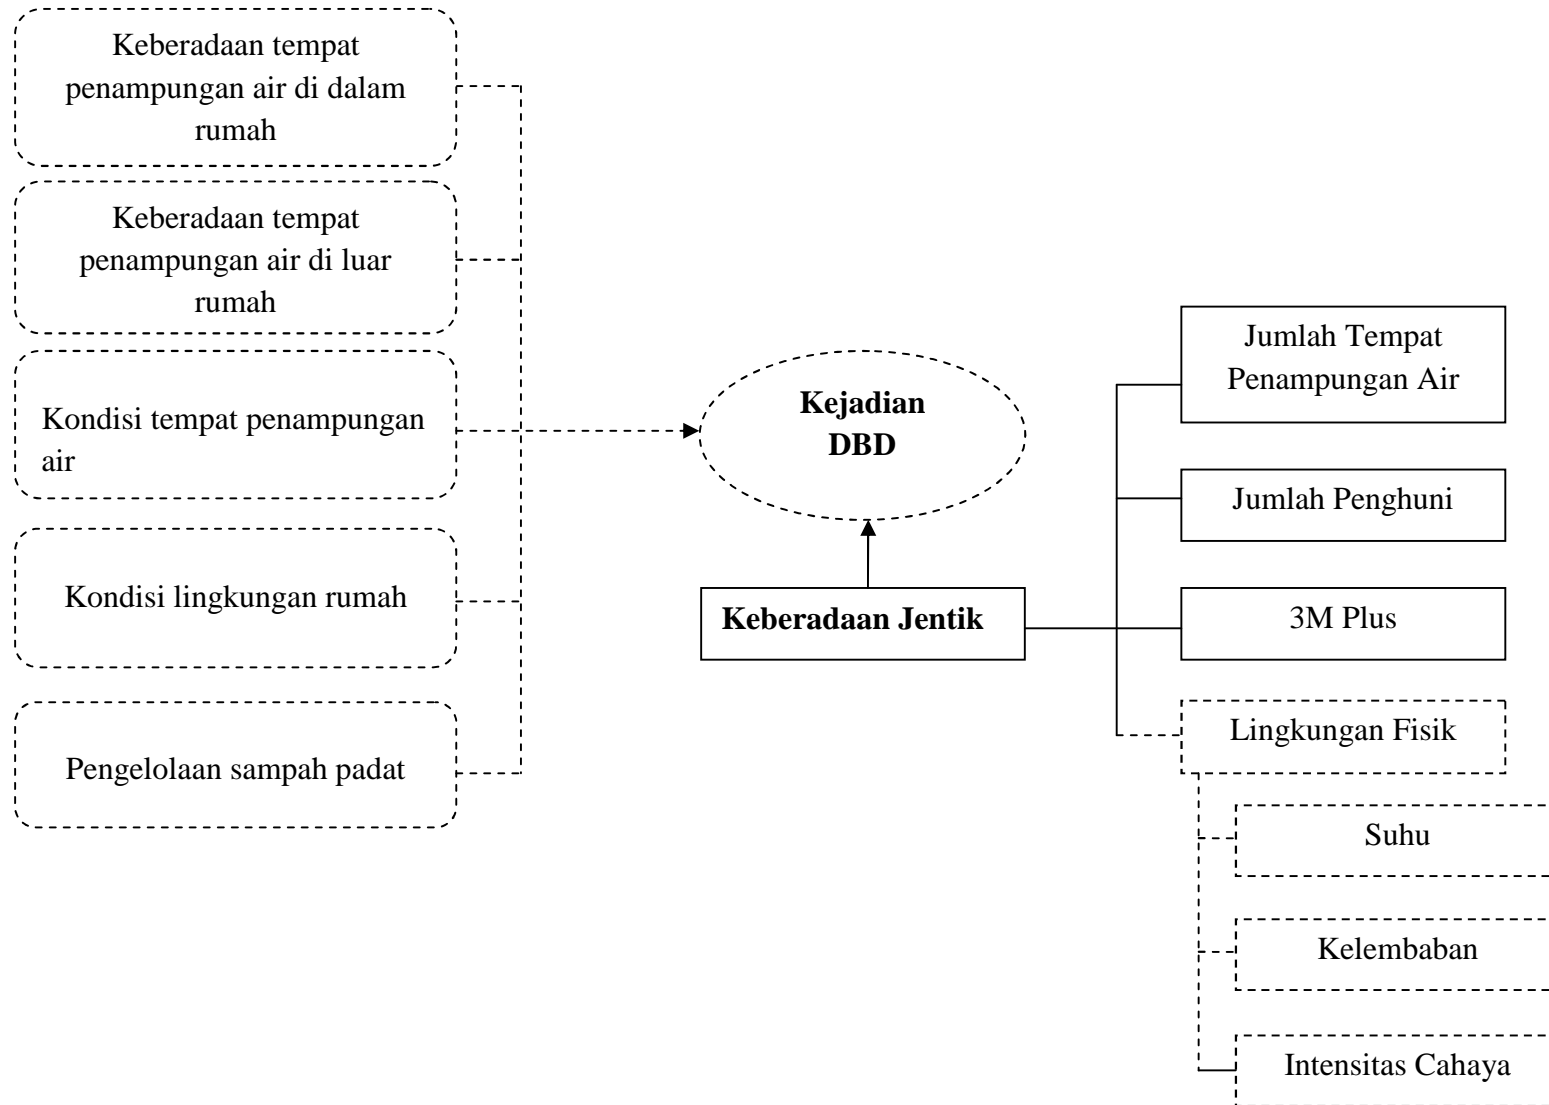 Keberadaan tempat
penampungan air di dalam
rumah
Keberadaan tempat
penampungan air di luar
rumah
Kondisi tempat penampungan
air
Kondisi lingkungan rumah
Pengelolaan sampah padat
Kejadian
DBD
Keberadaan Jentik
Jumlah Tempat
Penampungan Air
Jumlah Penghuni
3M Plus
Lingkungan Fisik
Suhu
Kelembaban
Intensitas Cahaya